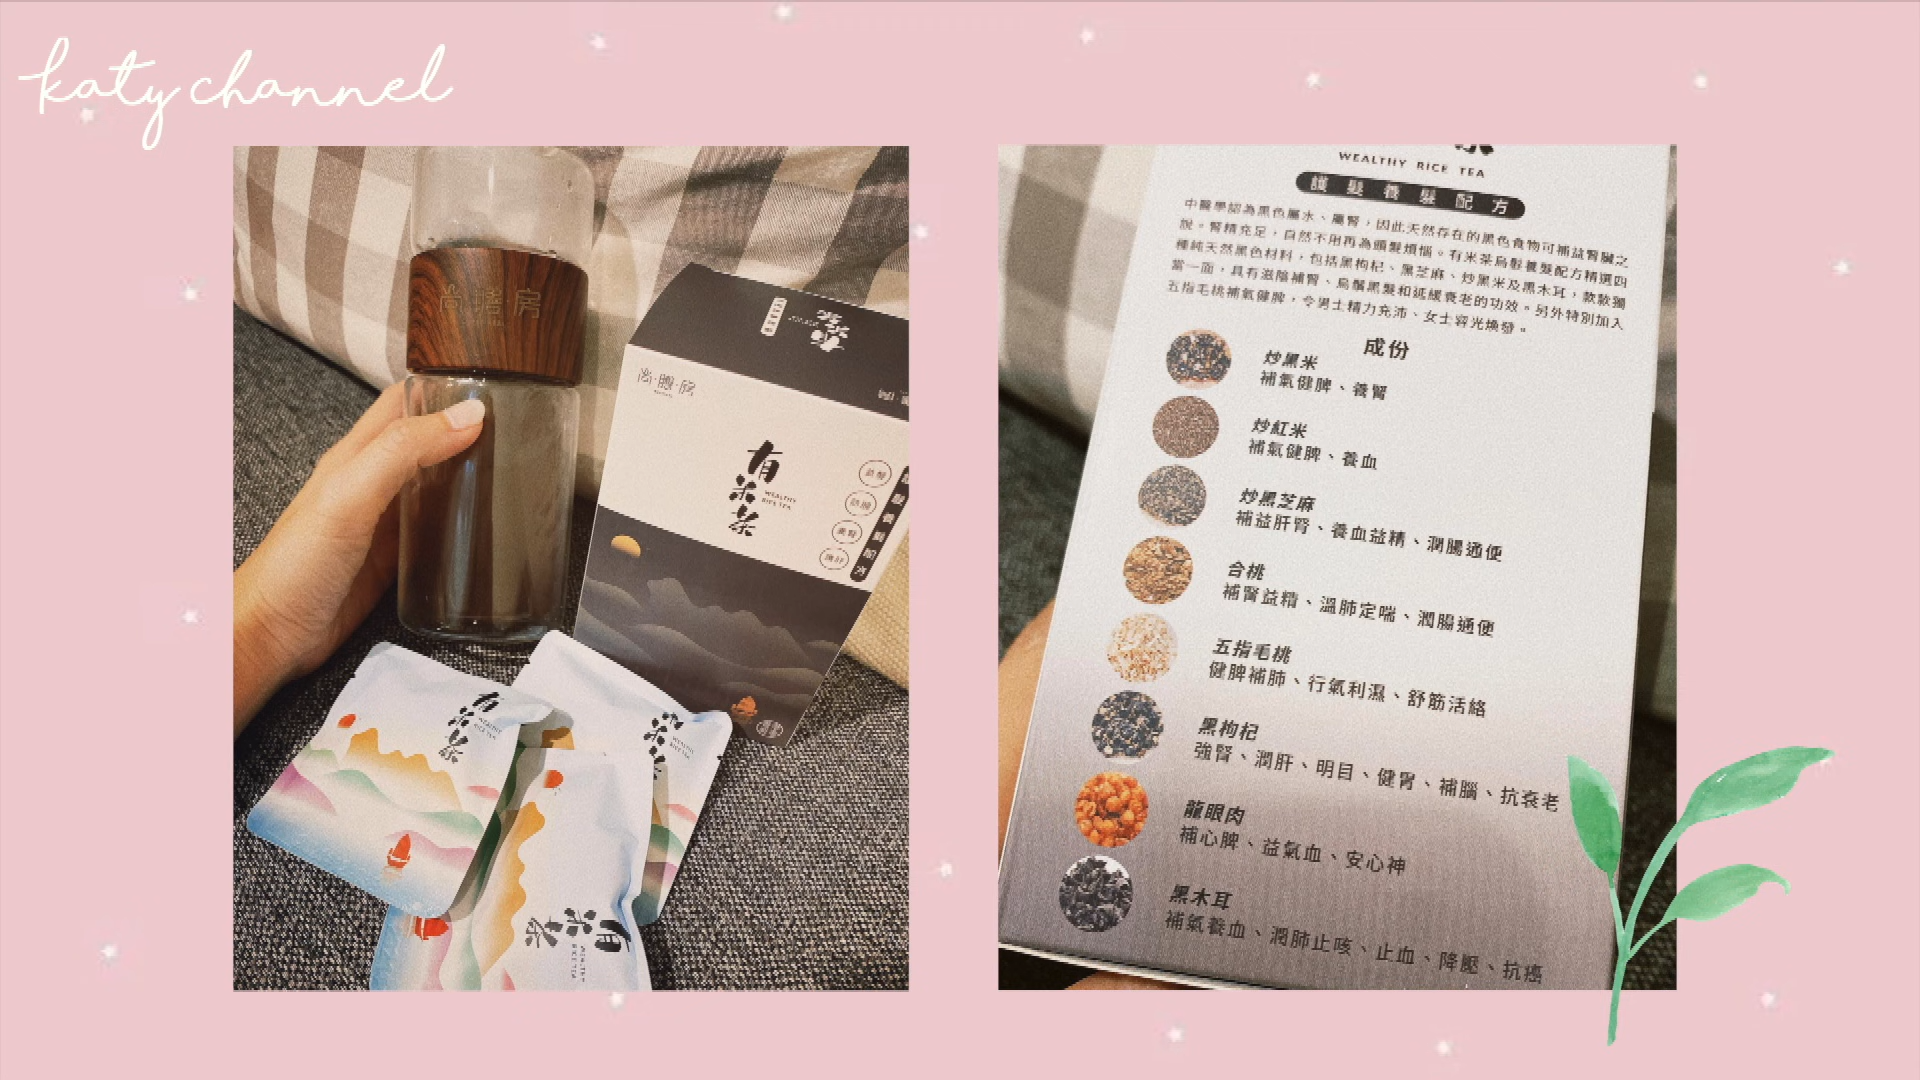 katy channel
尚膳房
有米茶
WEALTHY
RICE TEA
有米茶
WEALTHY
RICE TEA
有米茶
WEALTHY
RICE TEA
WEALTHY RICE TEA
護髮養髮配方
中醫學認為黑色屬水、屬腎，因此天然存在的黑色食物可補益腎臟之
說。腎精充足，自然不用再為頭髮煩惱。有米茶烏髮養髮配方精選四
種純天然黑色材料，包括黑枸杞、黑芝麻、炒黑米及黑木耳，款款獨
當一面，具有滋陰補腎、烏鬚黑髮和延緩衰老的功效。另外特別加入
五指毛桃補氣健脾，令男士精力充沛、女士容光煥發。
成份
炒黑米
補氣健脾、養腎
炒紅米
補氣健脾、養血
炒黑芝麻
補益肝腎、養血益精、潤腸通便
合桃
補腎益精、溫肺定喘、潤腸通便
五指毛桃
健脾補肺、行氣利濕、舒筋活絡
黑枸杞
強腎、潤肝、明目、健胃、補腦、抗衰老
龍眼肉
補心脾、益氣血、安心神
黑木耳
補氣養血、潤肺止咳、止血、降壓、抗癌